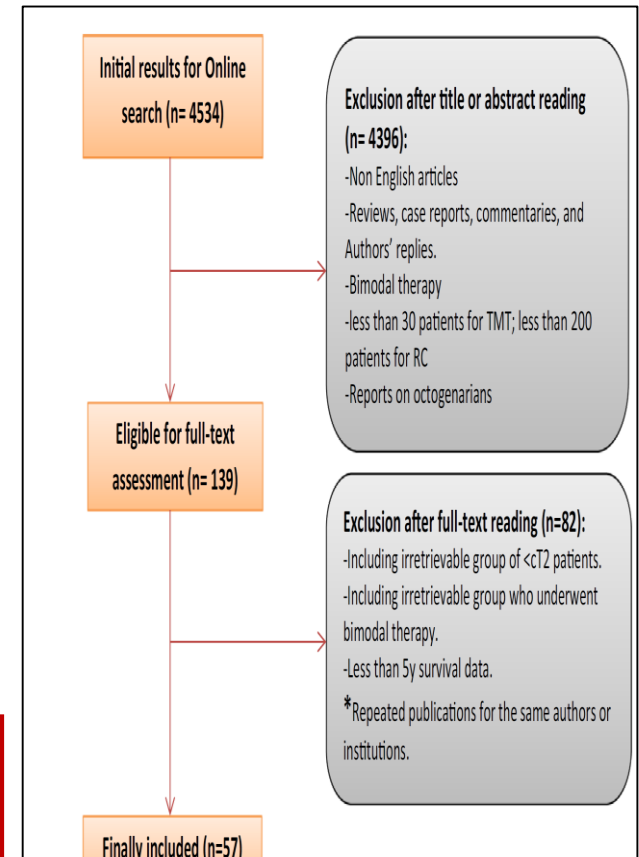 Initial results for Online
search (n= 4534)
Exclusion after title or abstract reading
(n= 4396):
-Non English articles
-Reviews, case reports, commentaries, and
Authors' replies.
-Bimodal therapy
-less than 30 patients for TMT; less than 200
patients for RC
-Reports on octogenarians
Eligible for full-text
assessment (n= 139)
Exclusion after full-text reading (n=82):
-Including irretrievable group of <cT2 patients.
-Including irretrievable group who underwent
bimodal therapy.
-Less than 5y survival data.
*Repeated publications for the same authors or
institutions.
Finally included (n=57)